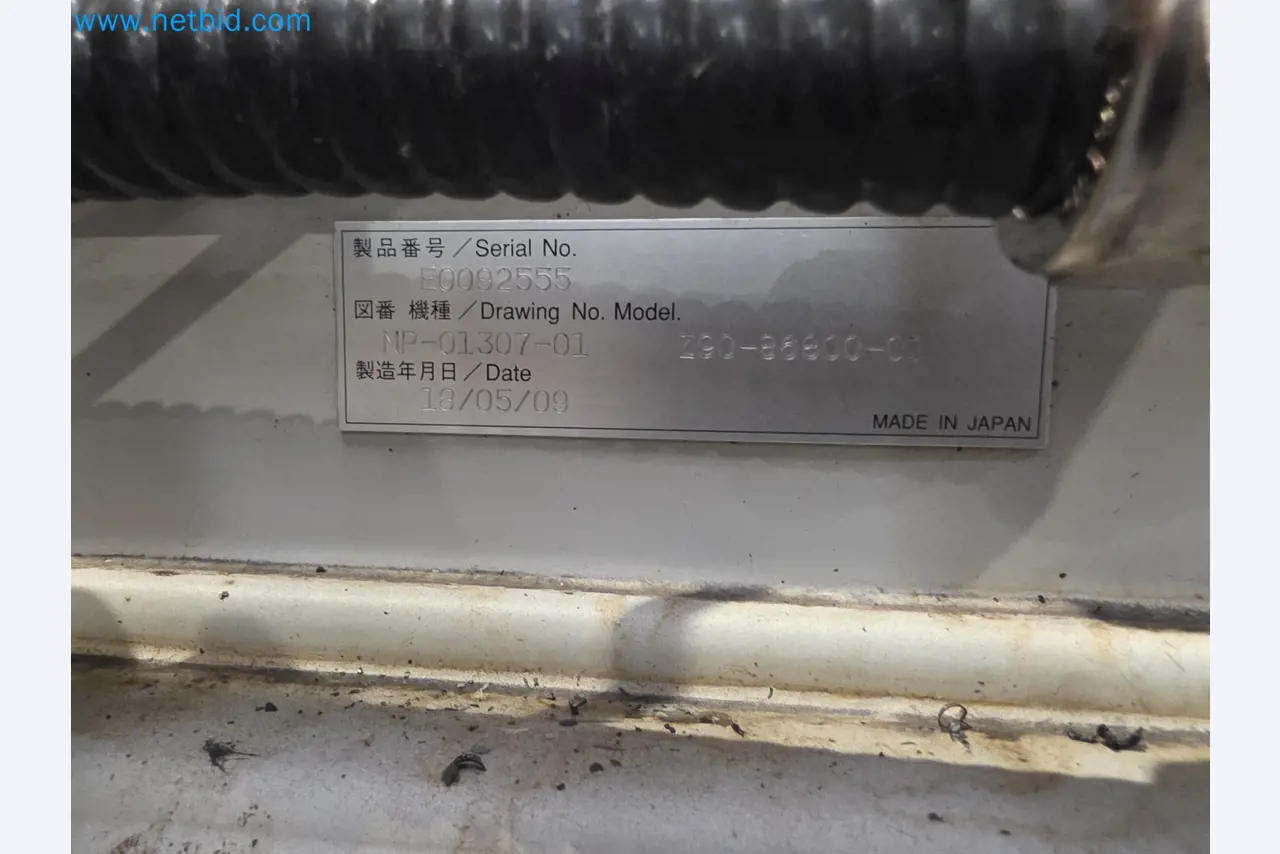 www.netbid.com
製品番号／Serial No.
E0092555
図番 機種／Drawing No. Model.
NP-01307-01
製造年月日／Date
18/05/09
MADE IN JAPAN